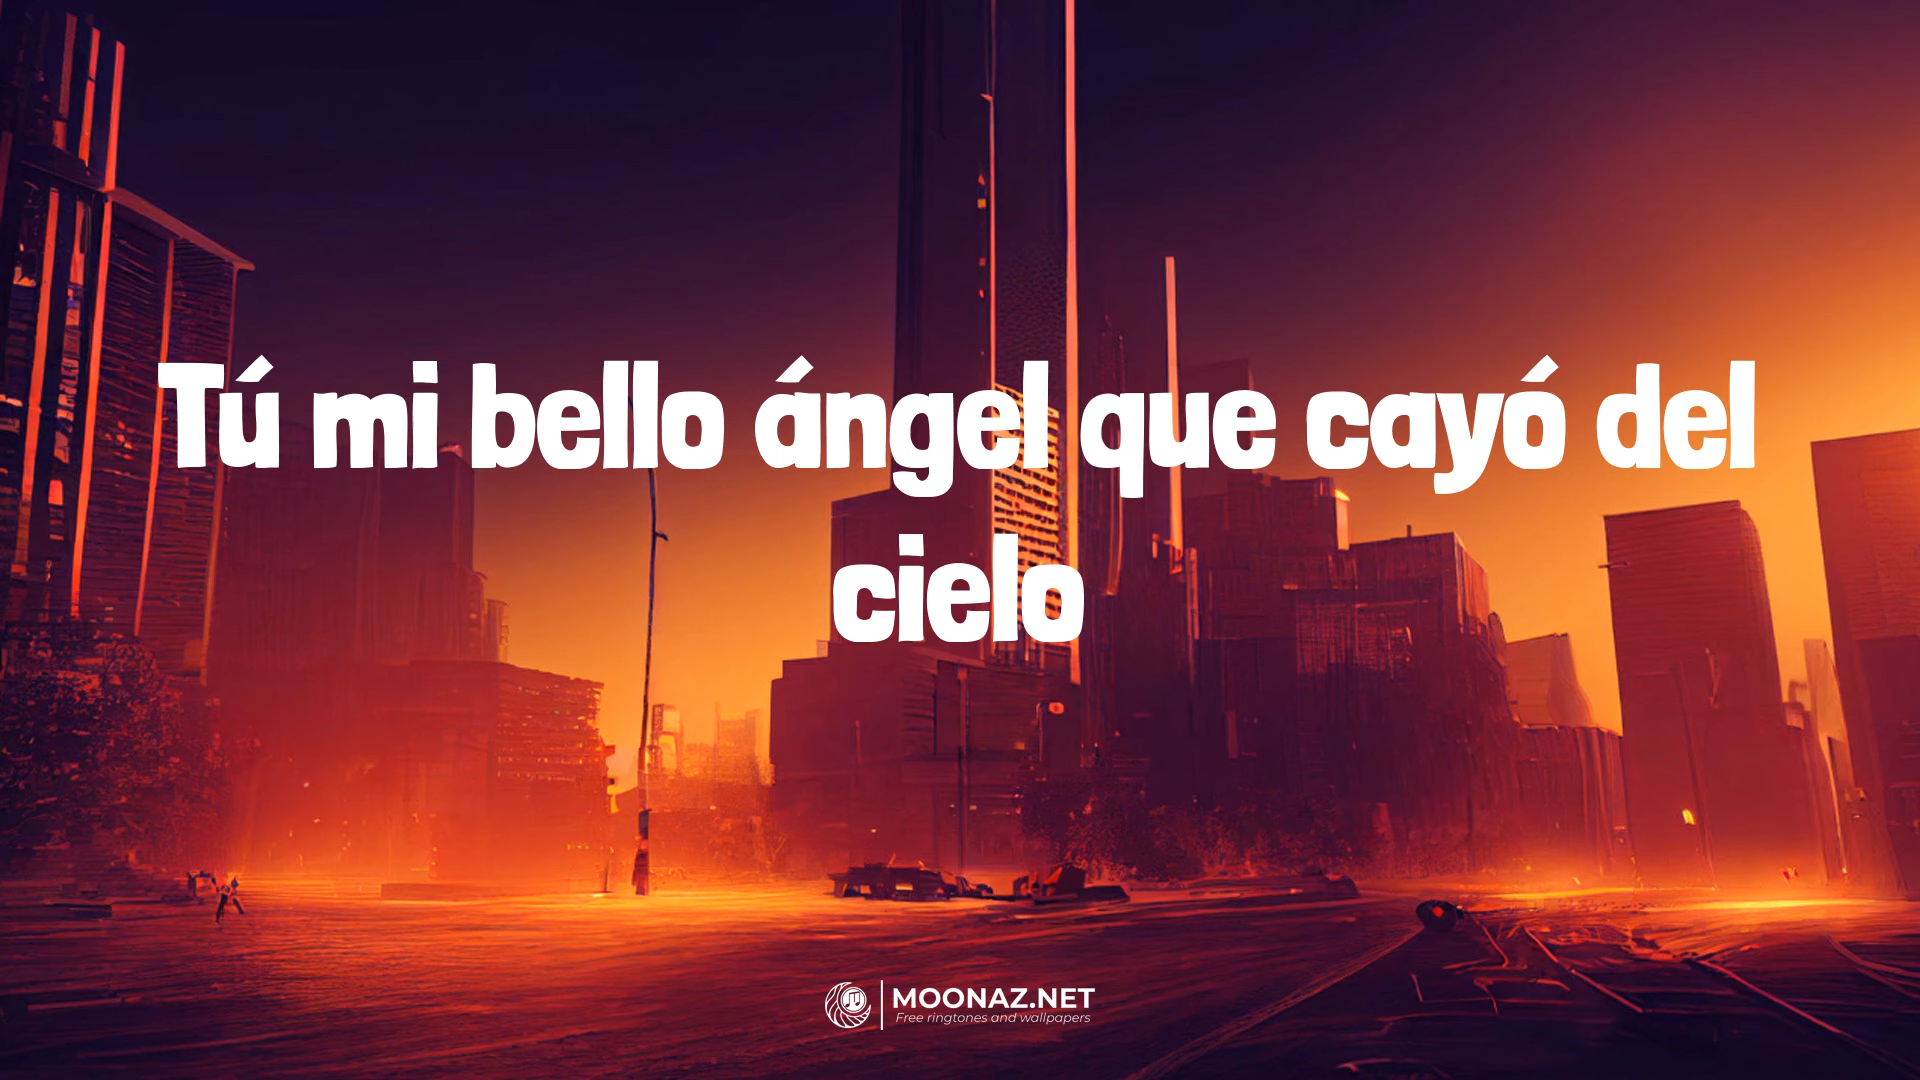 Tú mi bello ángel que cayó del
cielo
MOONAZ.NET
Free ringtones and wallpapers